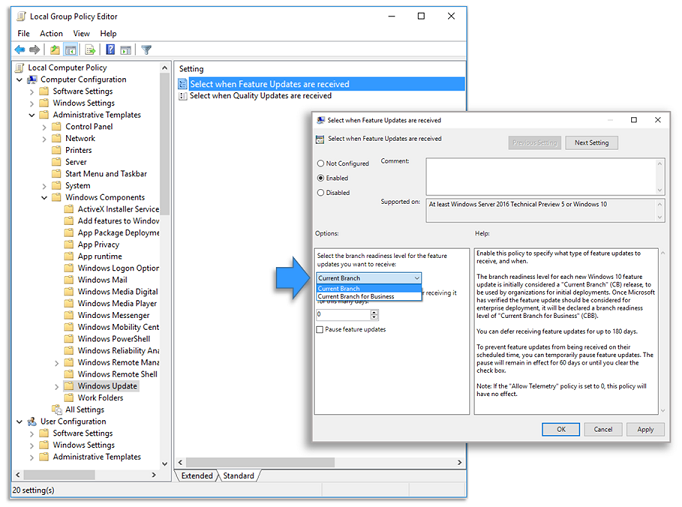 Local Group Policy Editor
File Action View Help
Local Computer Policy
Computer Configuration
Software Settings
Windows Settings
Administrative Templates
Control Panel
Network
Printers
Server
Start Menu and Taskbar
System
Windows Components
ActiveX Installer Service
Add features to Window
App Package Deployme
App Privacy
App runtime
Windows Logon Option
Windows Mail
Windows Media Digital
Windows Media Player
Windows Messenger
Windows Mobility Cent
Windows PowerShell
Windows Reliability Ana
Windows Remote Mana
Windows Remote Shell
Windows Update
Work Folders
All Settings
User Configuration
Software Settings
Windows Settings
Administrative Templates
Setting
Select when Feature Updates are received
Select when Quality Updates are received
Extended Standard
20 setting(s)
Select when Feature Updates are received
Select when Feature Updates are received
Previous Setting
Next Setting
Not Configured
Enabled
Disabled
Comment:
Supported on:
At least Windows Server 2016 Technical Preview 5 or Windows 10
Options:
Help:
Select the branch readiness level for the feature
updates you want to receive:
Current Branch
Current Branch
Current Branch for Business
r receiving it
0
Pause feature updates
Enable this policy to specify what type of feature updates to
receive, and when.
The branch readiness level for each new Windows 10 feature
update is initially considered a "Current Branch" (CB) release, to
be used by organizations for initial deployments. Once Microsoft
has verified the feature update should be considered for
enterprise deployment, it will be declared a branch readiness
level of "Current Branch for Business" (CBB).
You can defer receiving feature updates for up to 180 days.
To prevent feature updates from being received on their
scheduled time, you can temporarily pause feature updates. The
pause will remain in effect for 60 days or until you clear the
check box.
Note: If the "Allow Telemetry" policy is set to 0, this policy will
have no effect.
OK
Cancel
Apply